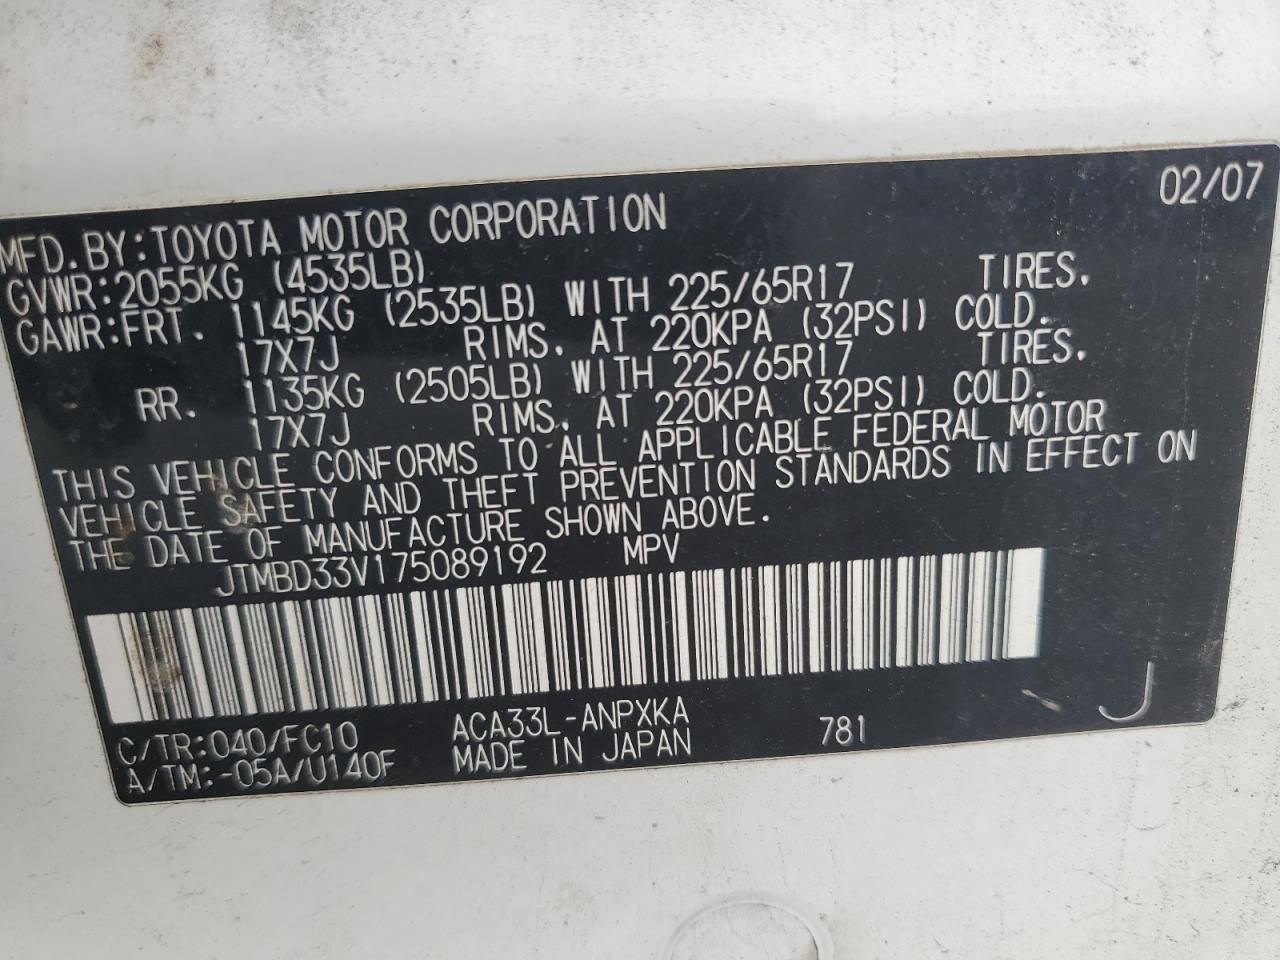 02/07
MFD.BY:TOYOTA MOTOR CORPORATION
GVWR:2055KG (4535LB)
GAWR:FRT. 1145KG (2535LB) WITH 225/65R17 TIRES.
17X7J RIMS. AT 220KPA (32PSI) COLD.
RR. 1135KG (2505LB) WITH 225/65R17 TIRES.
17X7J RIMS. AT 220KPA (32PSI) COLD.
THIS VEHICLE CONFORMS TO ALL APPLICABLE FEDERAL MOTOR
VEHICLE SAFETY AND THEFT PREVENTION STANDARDS IN EFFECT ON
THE DATE OF MANUFACTURE SHOWN ABOVE.
JTMBD33V175089192 MPV
C/TR:040/FC10 ACA33L-ANPXKA 781 J
A/TM:-05A/U140F MADE IN JAPAN